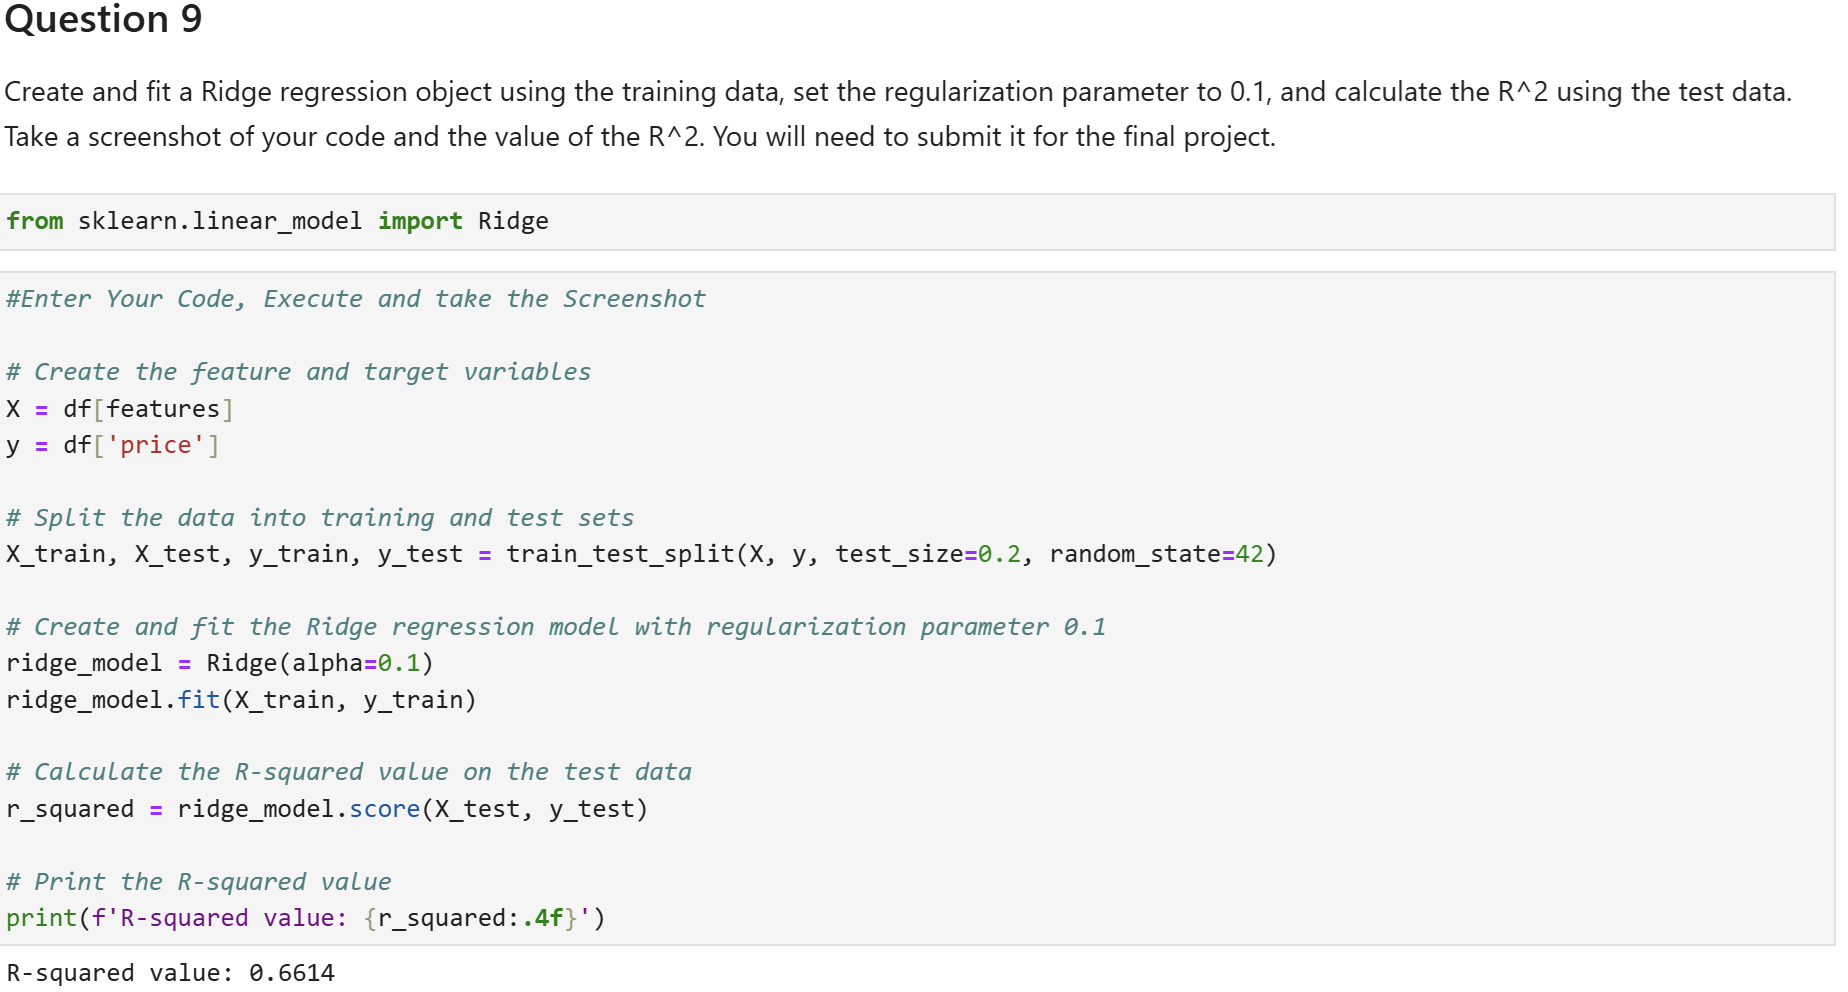 Question 9
Create and fit a Ridge regression object using the training data, set the regularization parameter to 0.1, and calculate the R^2 using the test data.
Take a screenshot of your code and the value of the R^2. You will need to submit it for the final project.
from sklearn.linear_model import Ridge
#Enter Your Code, Execute and take the Screenshot
# Create the feature and target variables
X = df[features]
y = df['price']
# Split the data into training and test sets
X_train, X_test, y_train, y_test = train_test_split(X, y, test_size=0.2, random_state=42)
# Create and fit the Ridge regression model with regularization parameter 0.1
ridge_model = Ridge(alpha=0.1)
ridge_model.fit(X_train, y_train)
# Calculate the R-squared value on the test data
r_squared = ridge_model.score(X_test, y_test)
# Print the R-squared value
print(f'R-squared value: {r_squared:.4f}')
R-squared value: 0.6614